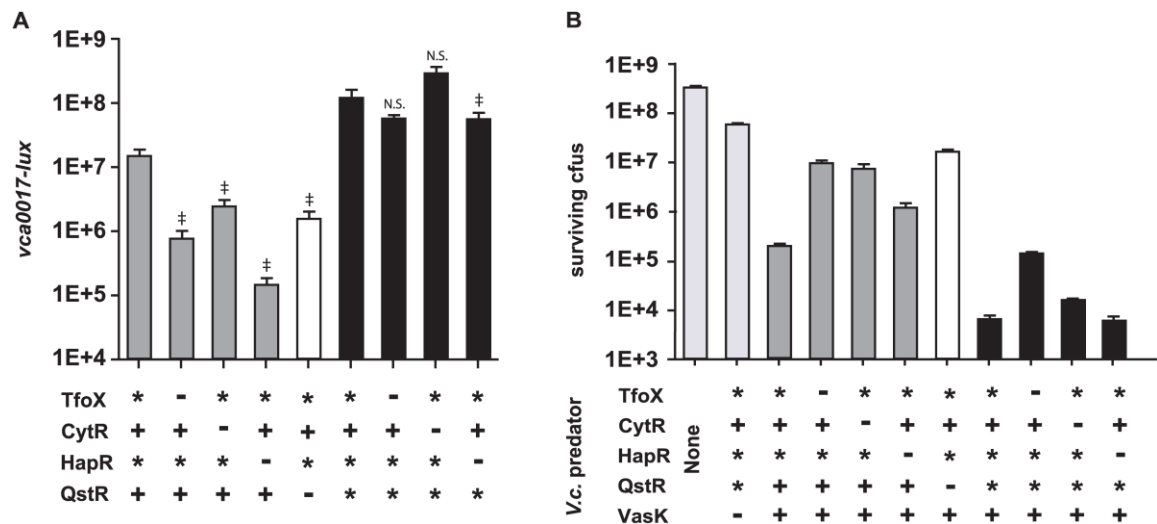 A
vca0017-lux
1E+9
1E+8
1E+7
1E+6
1E+5
1E+4
‡
‡
‡
‡
N.S.
N.S.
‡
TfoX * - * * * * - * *
CytR + + - + + + + - +
HapR * * * - * * * * -
QstR + + + + - * * * *
B
surviving cfus
1E+9
1E+8
1E+7
1E+6
1E+5
1E+4
1E+3
V.c. predator
None
TfoX * * - * * * * - * *
CytR + + + - + + + + - +
HapR * * * * - * * * * -
QstR * + + + + - * * * *
VasK - + + + + + + + + +